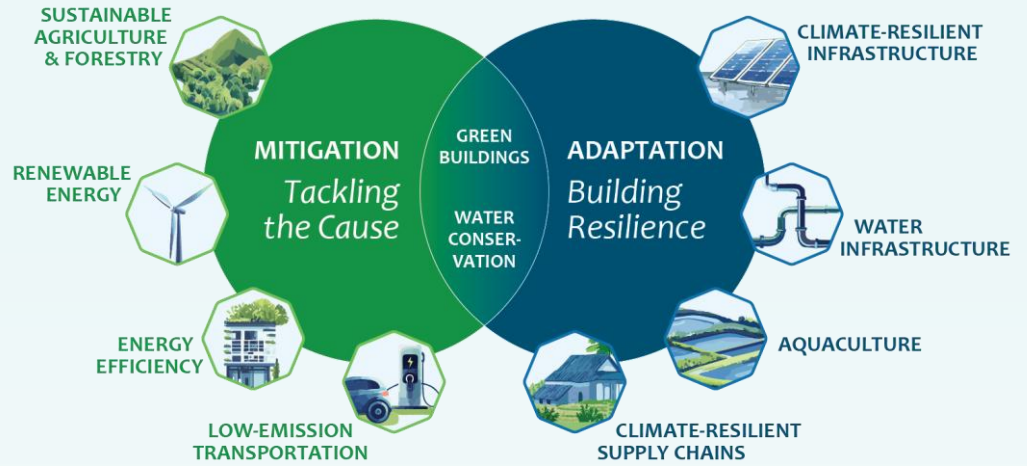 SUSTAINABLE
AGRICULTURE
& FORESTRY
RENEWABLE
ENERGY
ENERGY
EFFICIENCY
LOW-EMISSION
TRANSPORTATION
MITIGATION
Tackling
the Cause
GREEN
BUILDINGS
WATER
CONSER-
VATION
ADAPTATION
Building
Resilience
CLIMATE-RESILIENT
INFRASTRUCTURE
WATER
INFRASTRUCTURE
AQUACULTURE
CLIMATE-RESILIENT
SUPPLY CHAINS